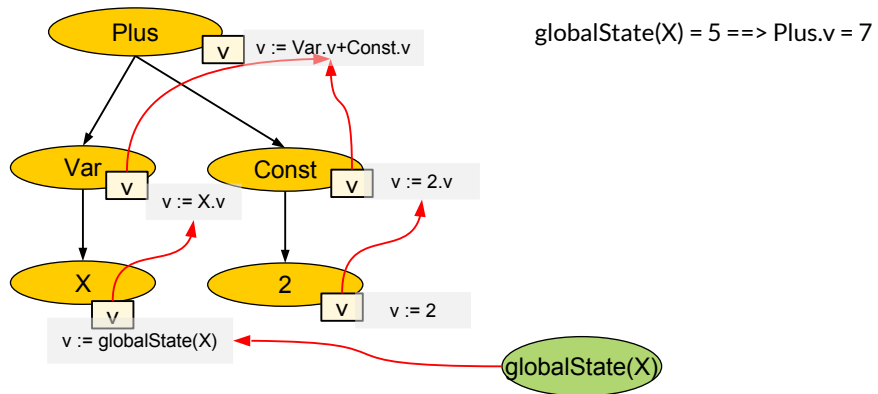 Plus
v
v := Var.v+Const.v
globalState(X) = 5 ==> Plus.v = 7
Var
v
v := X.v
Const
v
v := 2.v
X
v
v := globalState(X)
2
v
v := 2
globalState(X)